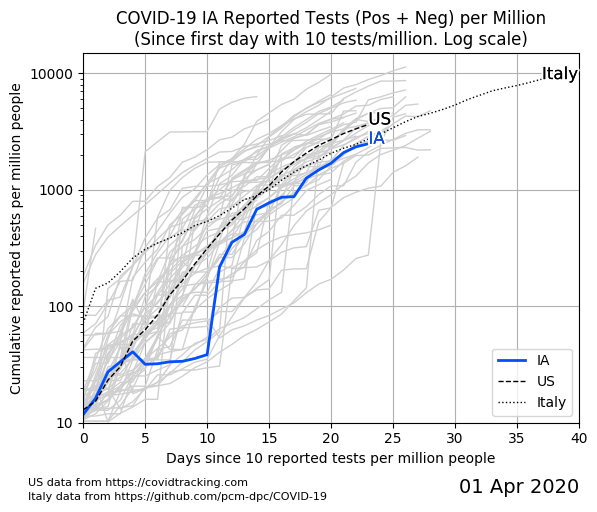 COVID-19 IA Reported Tests (Pos + Neg) per Million
(Since first day with 10 tests/million. Log scale)
Cumulative reported tests per million people
10000
1000
100
10
Italy
US
IA
IA
US
Italy
0 5 10 15 20 25 30 35 40
Days since 10 reported tests per million people
US data from https://covidtracking.com
Italy data from https://github.com/pcm-dpc/COVID-19
01 Apr 2020